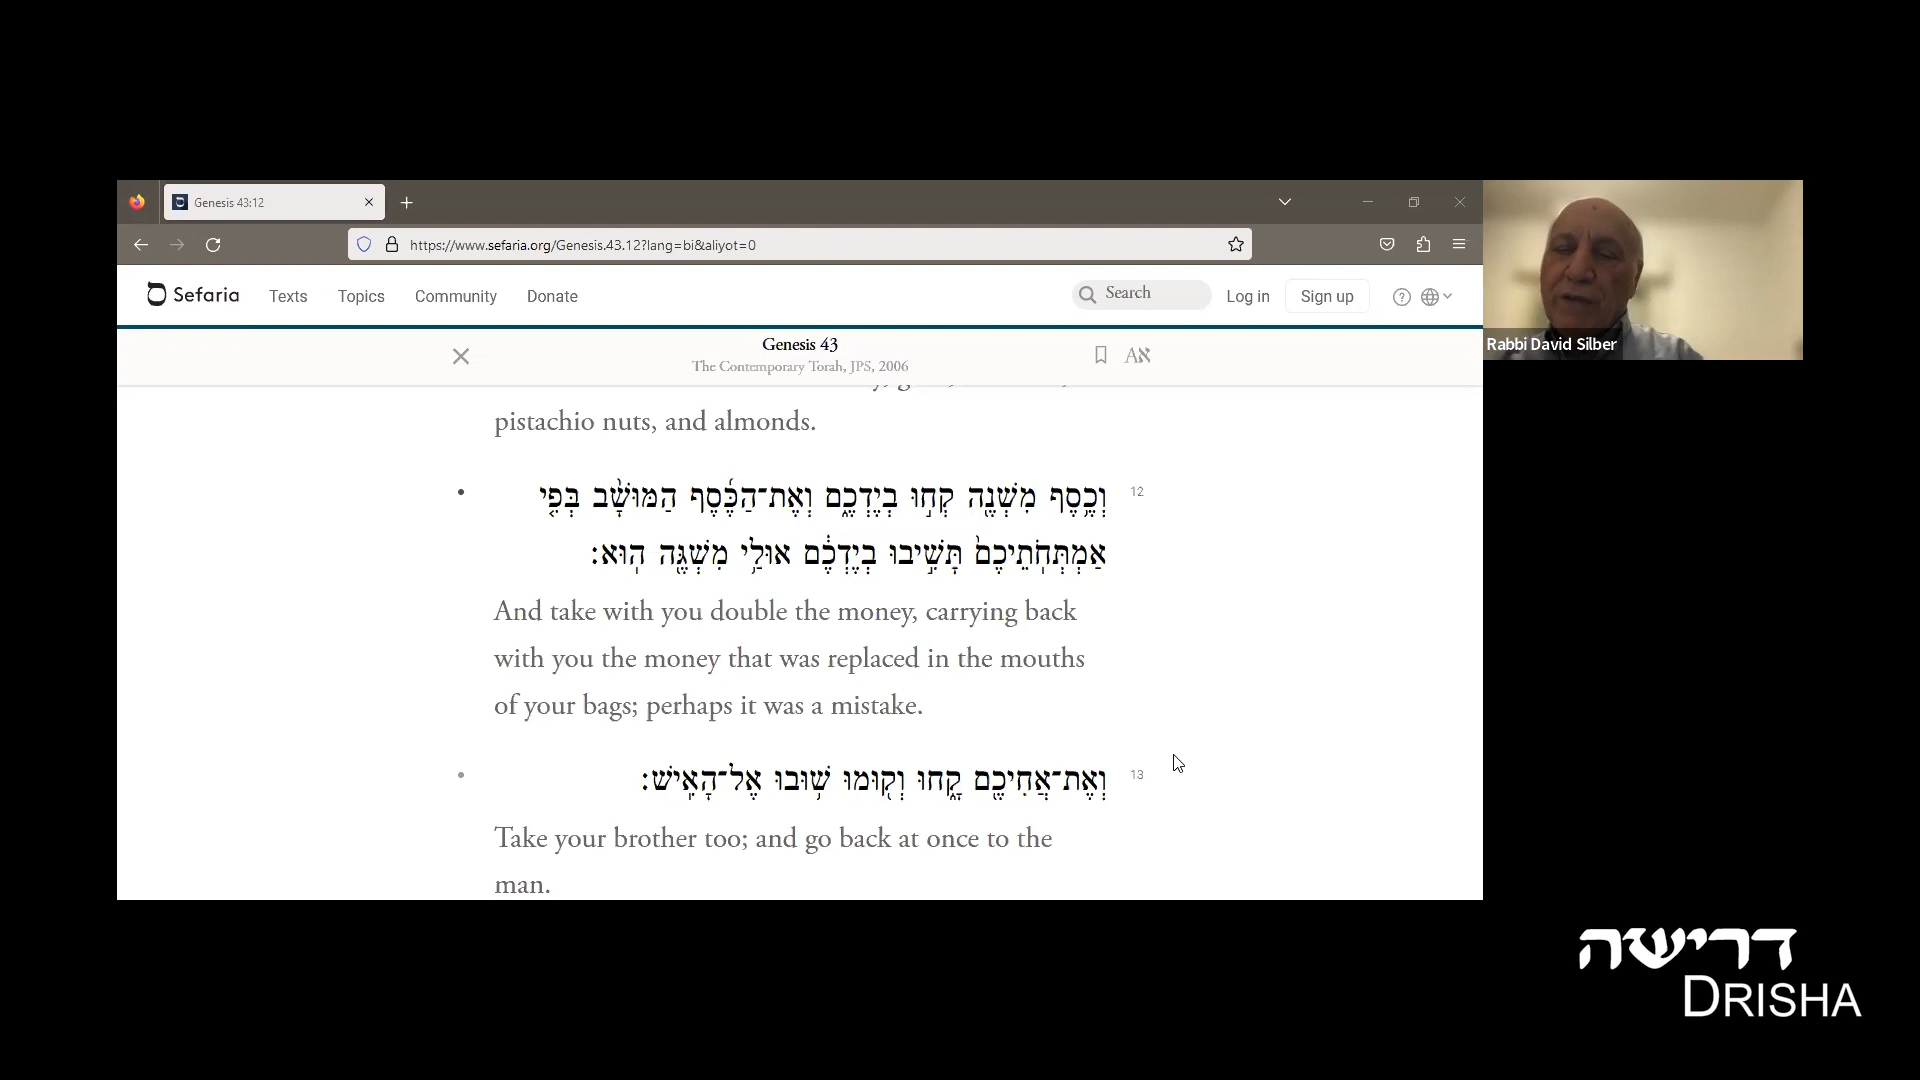 Genesis 43:12
https://www.sefaria.org/Genesis.43.12?lang=bi&aliyot=0
Sefaria Texts Topics Community Donate Search Log in Sign up
Genesis 43
The Contemporary Torah, JPS, 2006
Aא
pistachio nuts, and almonds.
12
וְכֶ֥סֶף מִשְׁנֶ֖ה קְח֣וּ בְיֶדְכֶ֑ם וְאֶת־הַכֶּ֜סֶף הַמּוּשָׁ֨ב בְּפִ֤י
אַמְתְּחֹֽתֵיכֶם֙ תָּשִׁ֣יבוּ בְיֶדְכֶ֔ם אוּלַ֥י מִשְׁגֶּ֖ה הֽוּא׃
And take with you double the money, carrying back
with you the money that was replaced in the mouths
of your bags; perhaps it was a mistake.
13
וְאֶת־אֲחִיכֶ֖ם קָ֑חוּ וְק֖וּמוּ שׁ֥וּבוּ אֶל־הָאִֽישׁ׃
Take your brother too; and go back at once to the
man.
Rabbi David Silber
דרישה
DRISHA